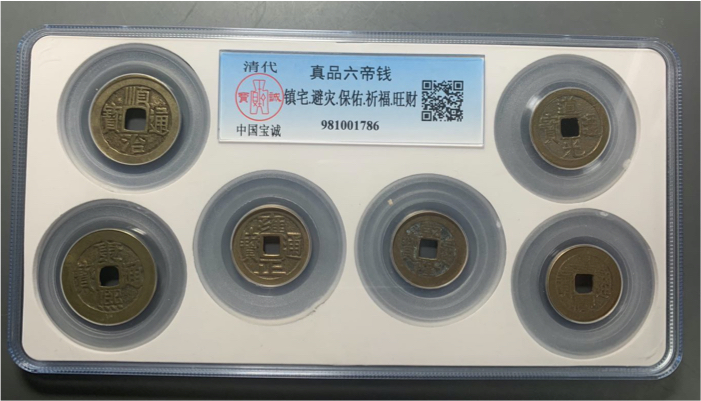 清代
寶誠
中国宝诚
真品六帝钱
镇宅.避灾.保佑.祈福.旺财
981001786
順治通寶
康熙通寶
雍正通寶
道光通寶